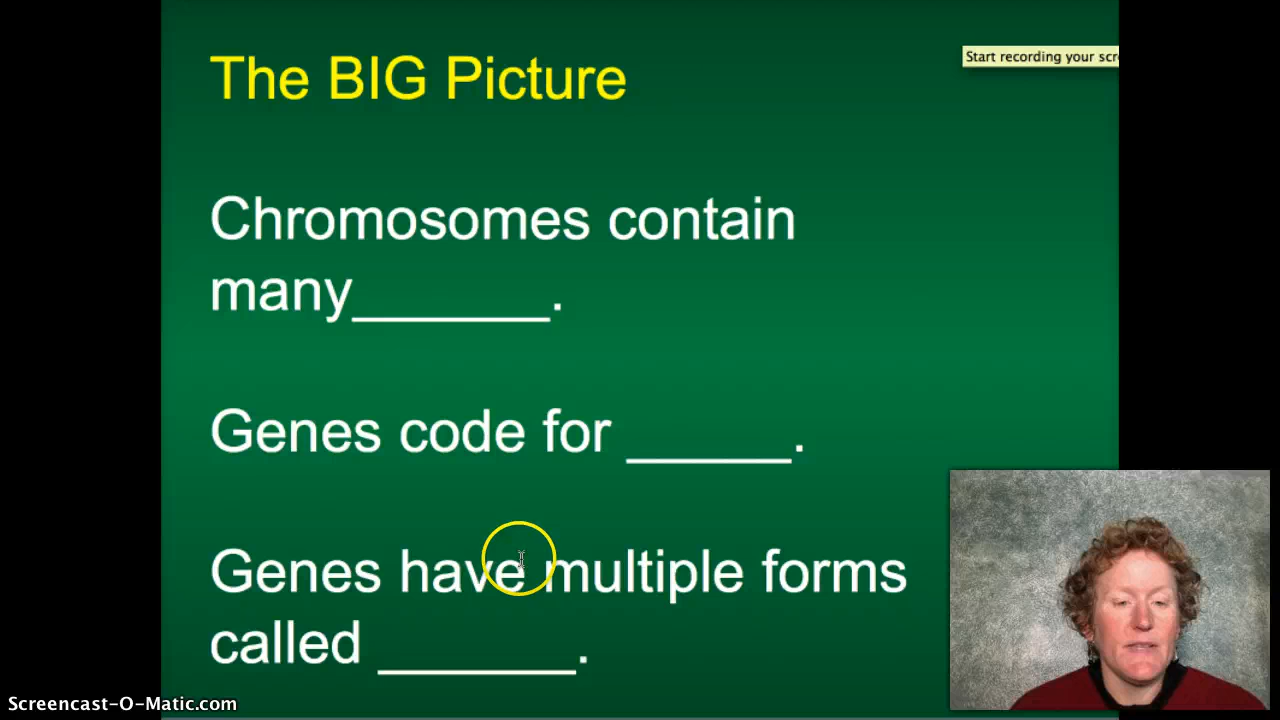 The BIG Picture
Start recording your scr
Chromosomes contain
many_______.
Genes code for ______.
Genes have multiple forms
called _______.
Screencast-O-Matic.com